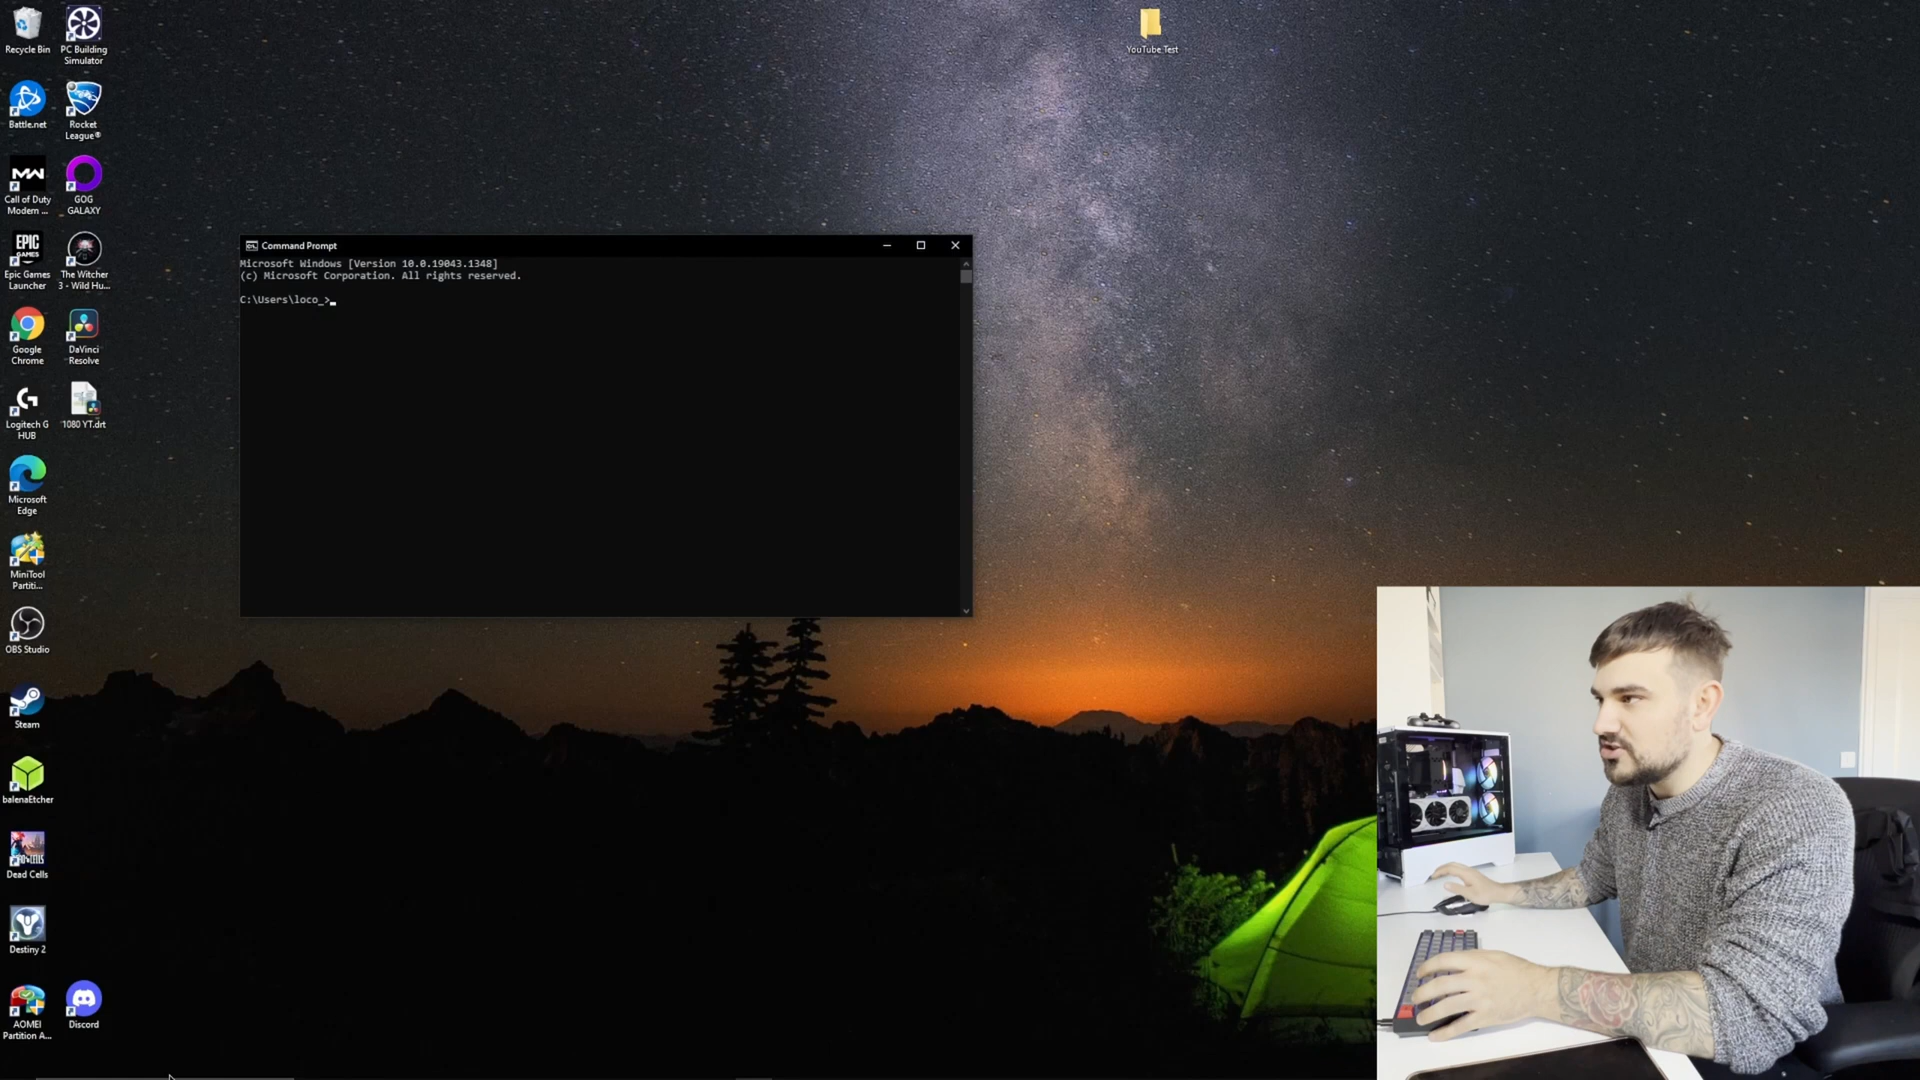 Recycle Bin
PC Building
Simulator
YouTube Test
Battle.net
Rocket
League®
MW
Call of Duty
Modern ...
GOG
GALAXY
EPIC
GAMES
Epic Games
Launcher
The Witcher
3 - Wild Hu...
Google
Chrome
DaVinci
Resolve
Logitech G
HUB
1080 YT.drt
Microsoft
Edge
MiniTool
Partiti...
OBS Studio
Steam
balenaEtcher
Dead Cells
Destiny 2
AOMEI
Partition A...
Discord
Command Prompt
Microsoft Windows [Version 10.0.19043.1348]
(c) Microsoft Corporation. All rights reserved.
C:\Users\loco_>